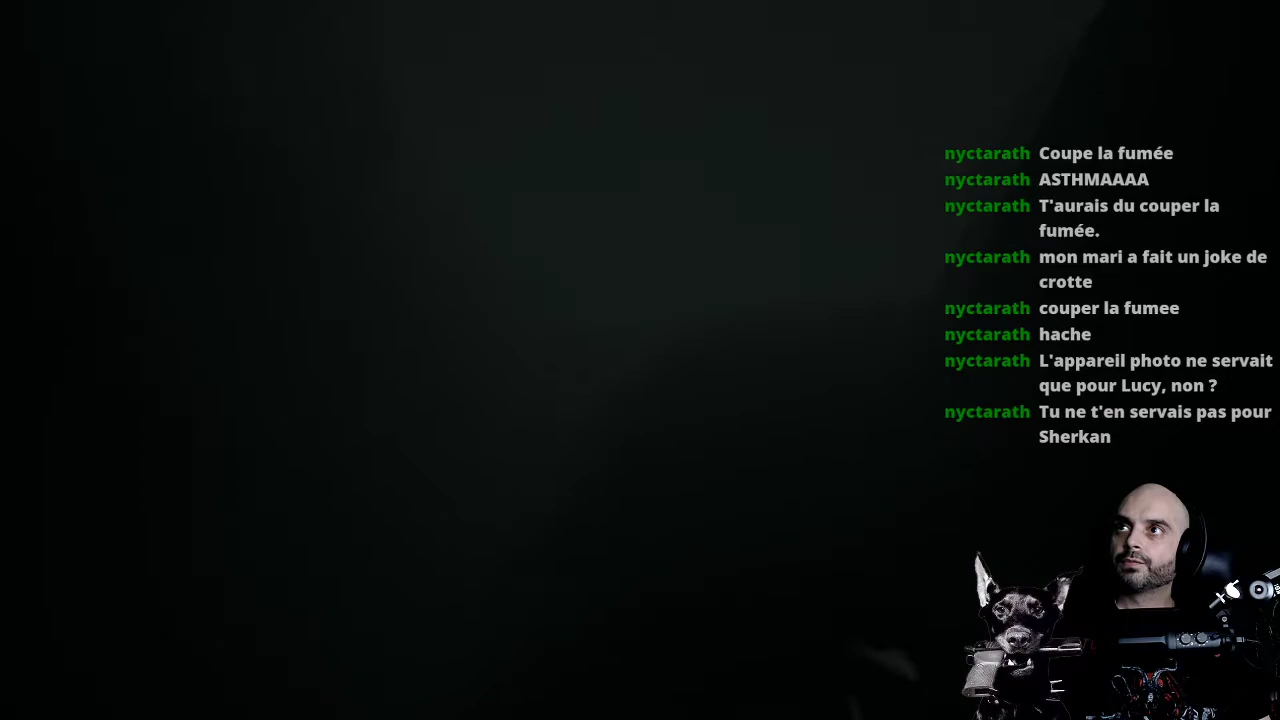 nyctarath Coupe la fumée
nyctarath ASTHMAAAA
nyctarath T'aurais du couper la
fumée.
nyctarath mon mari a fait un joke de
crotte
nyctarath couper la fumee
nyctarath hache
nyctarath L'appareil photo ne servait
que pour Lucy, non ?
nyctarath Tu ne t'en servais pas pour
Sherkan